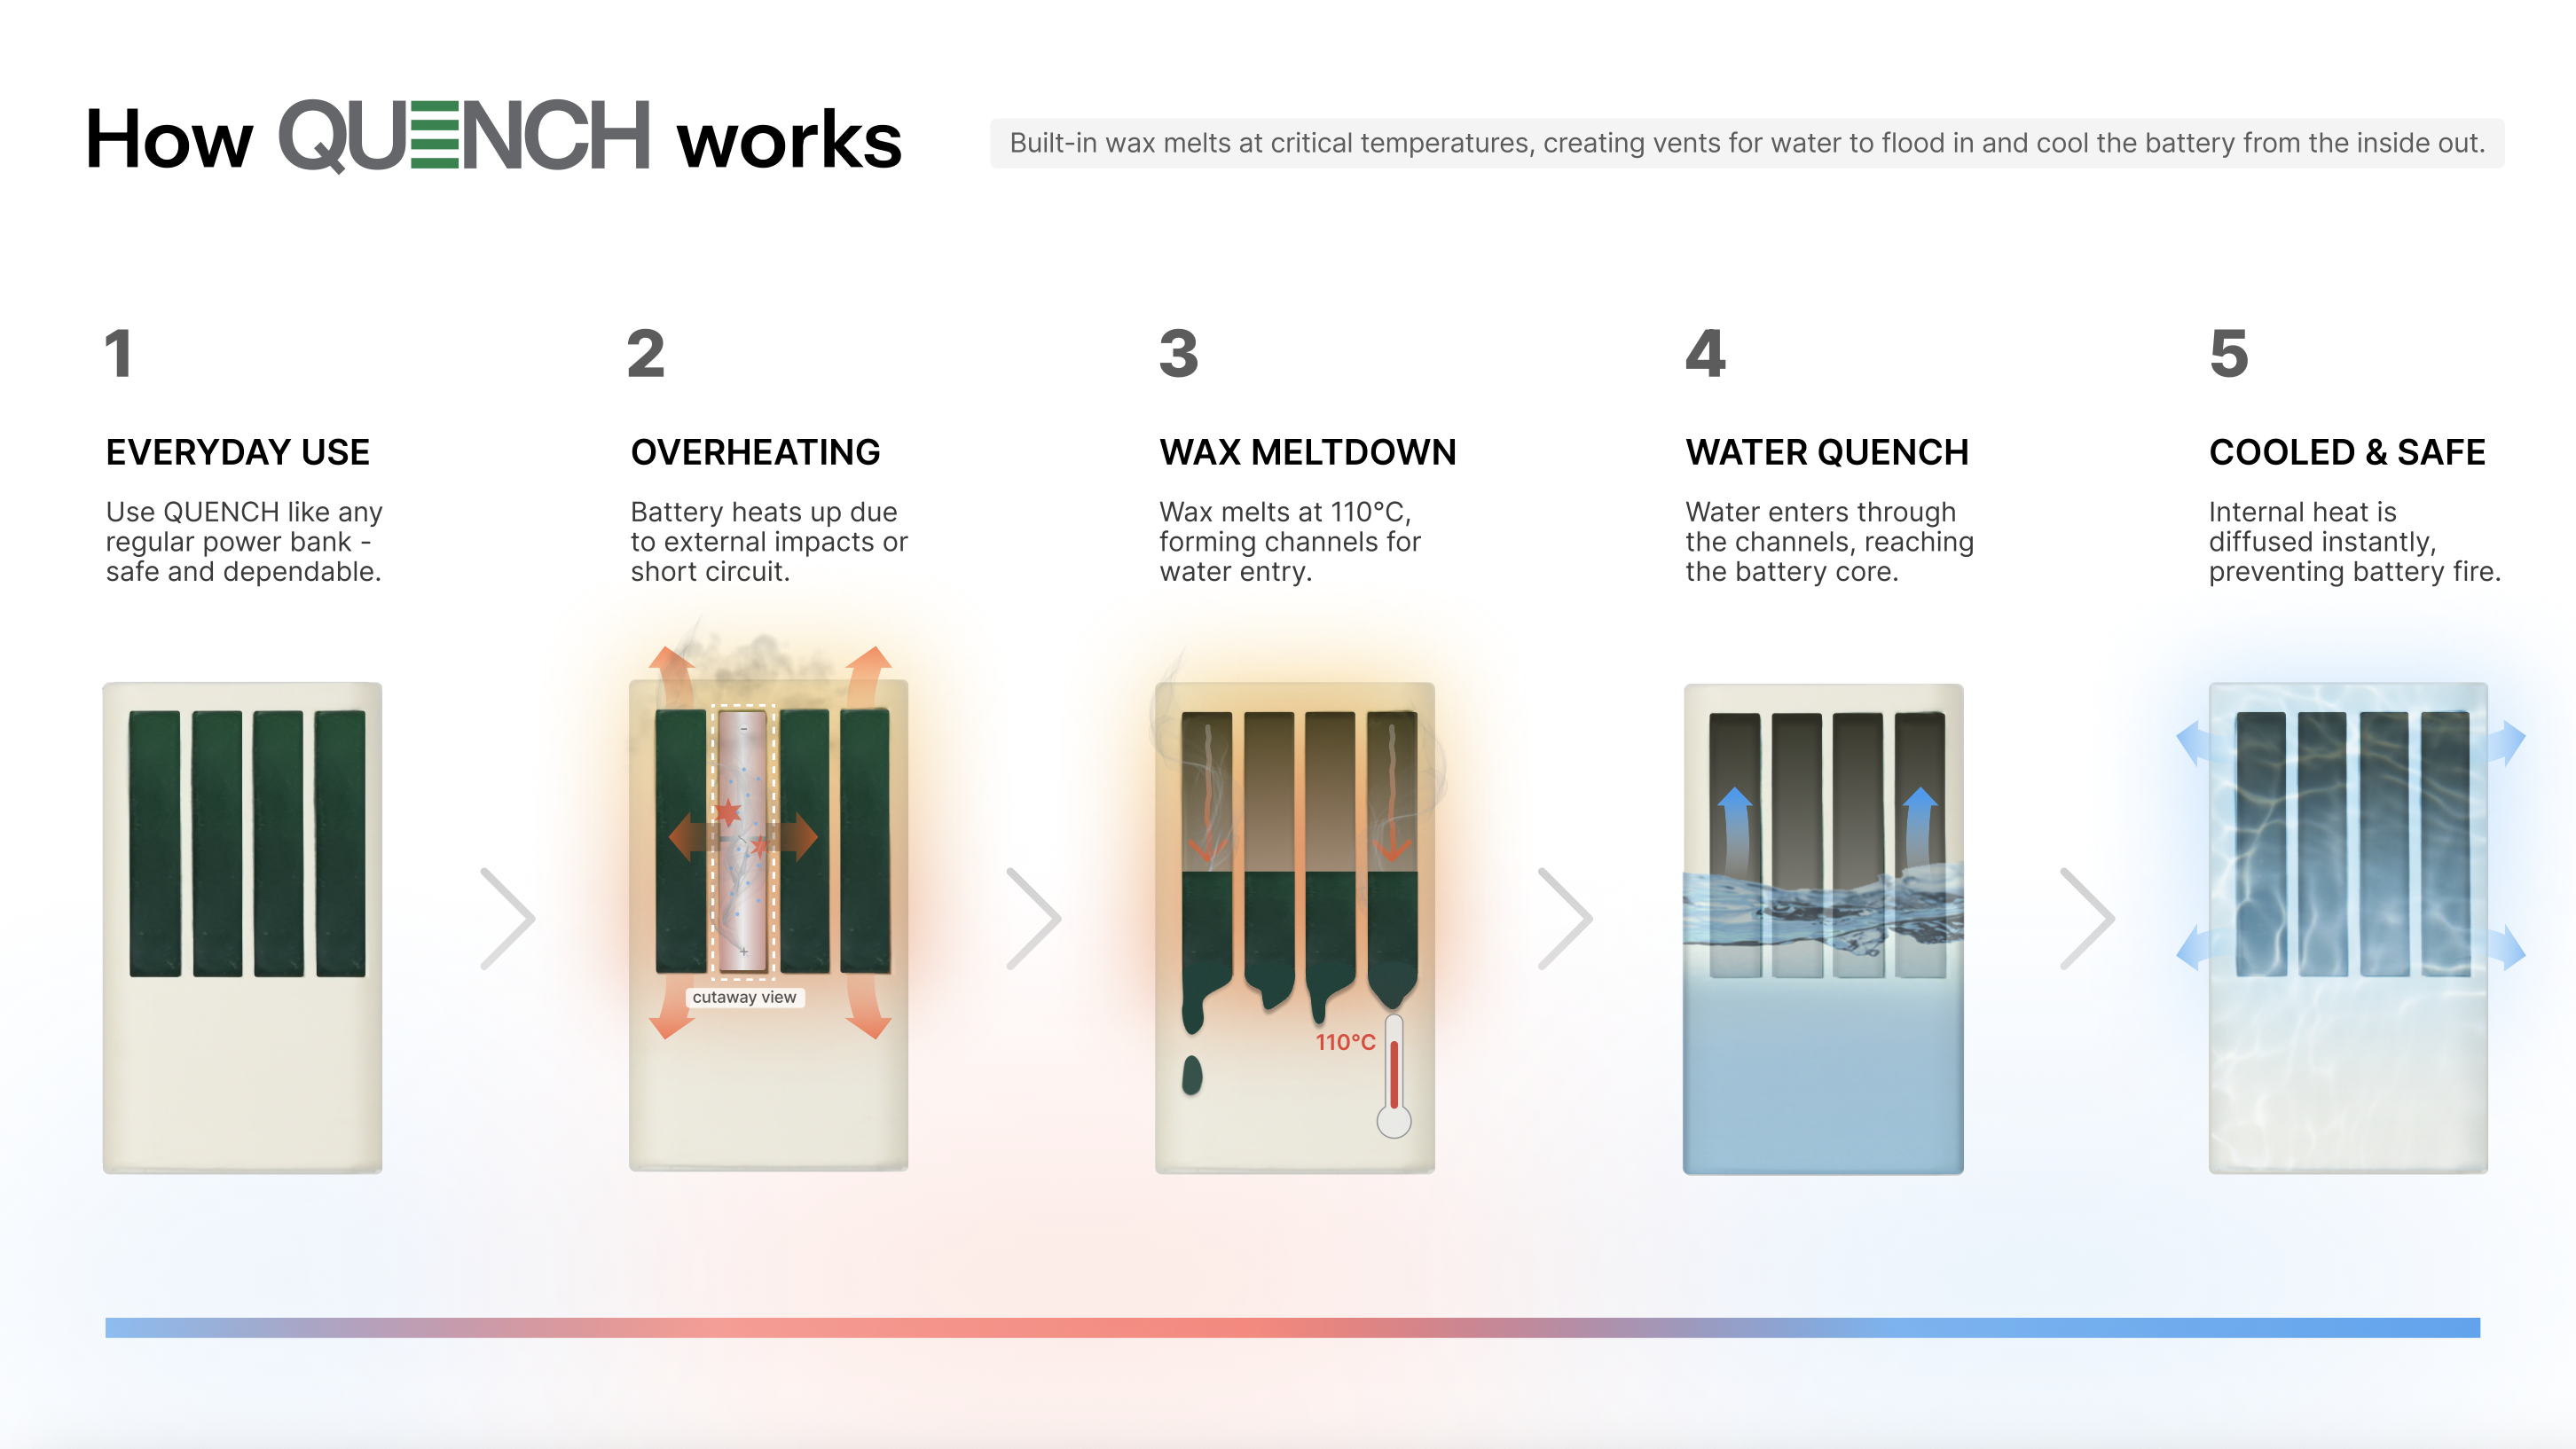 How QUENCH works
Built-in wax melts at critical temperatures, creating vents for water to flood in and cool the battery from the inside out.
1
EVERYDAY USE
Use QUENCH like any
regular power bank -
safe and dependable.
2
OVERHEATING
Battery heats up due
to external impacts or
short circuit.
-
+
cutaway view
3
WAX MELTDOWN
Wax melts at 110°C,
forming channels for
water entry.
110°C
4
WATER QUENCH
Water enters through
the channels, reaching
the battery core.
5
COOLED & SAFE
Internal heat is
diffused instantly,
preventing battery fire.